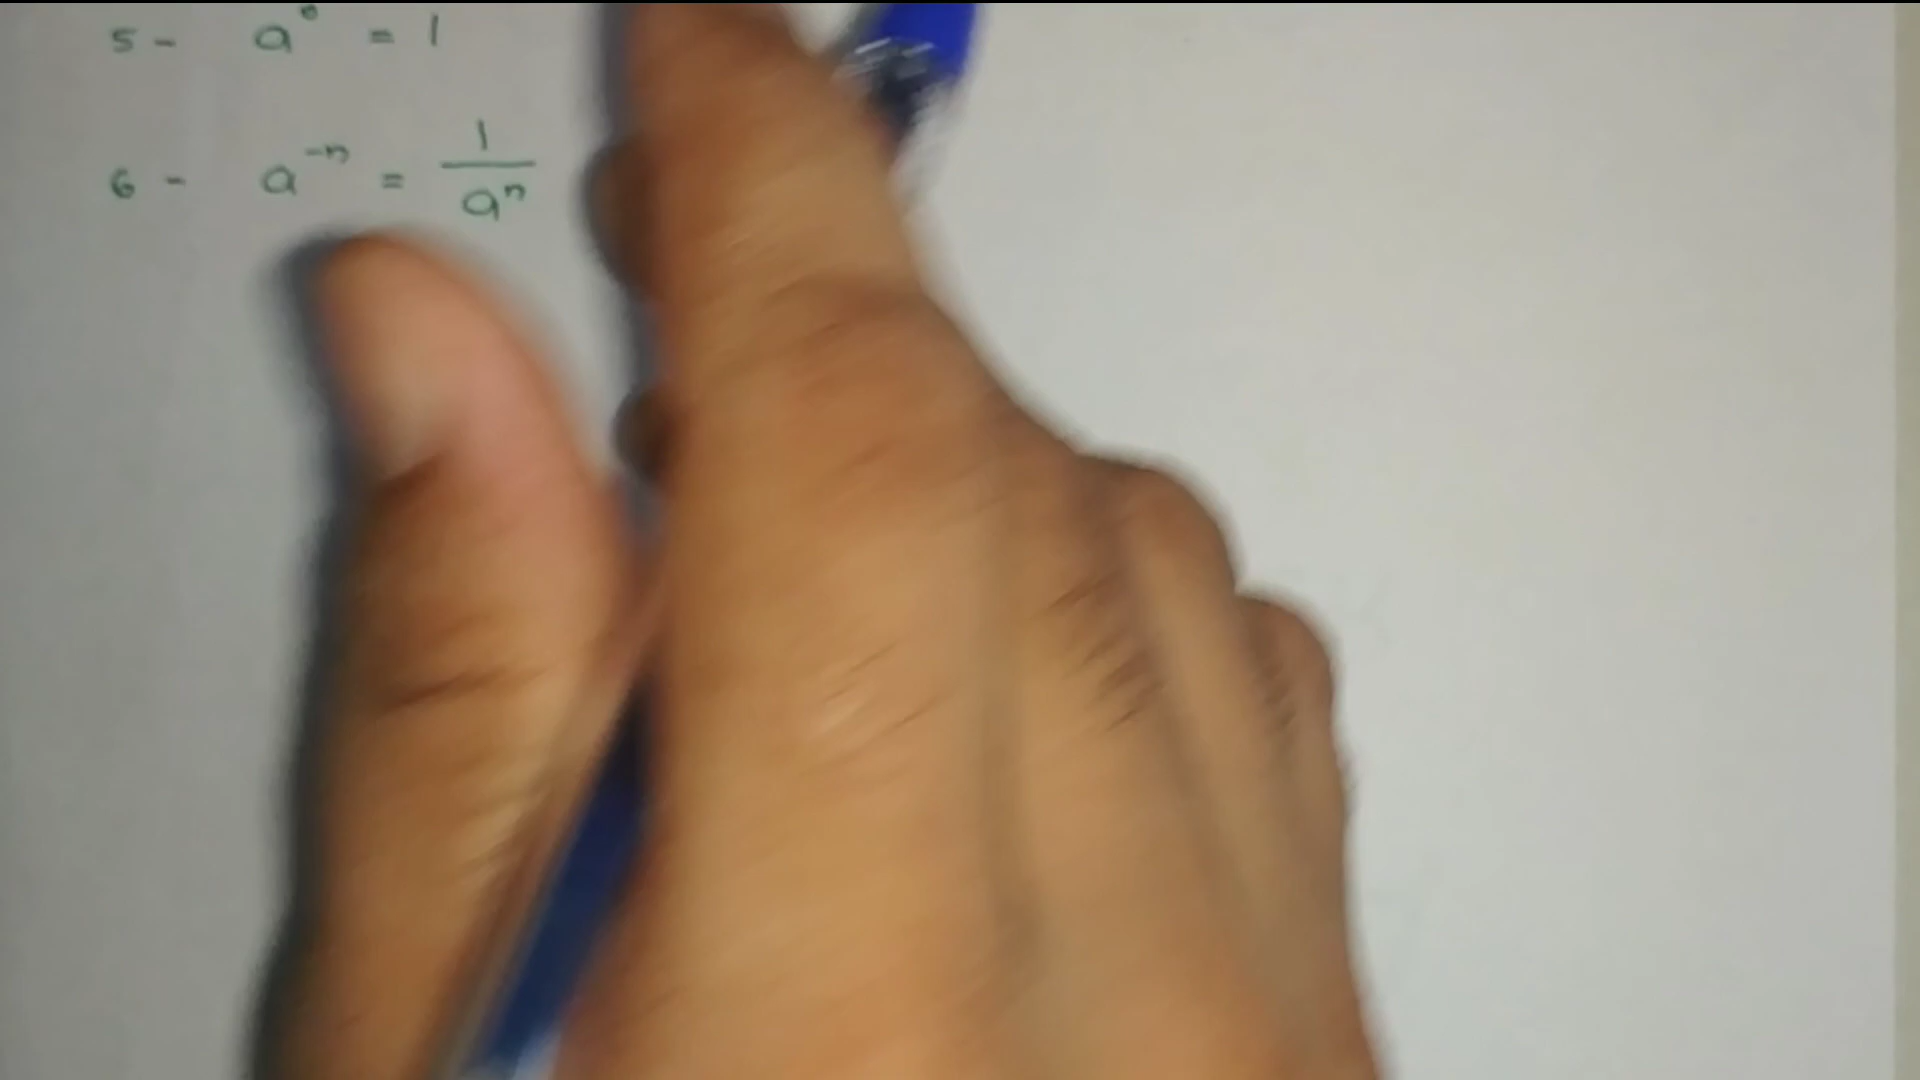 5 - a⁰ = 1
6 - a⁻ⁿ = 1/aⁿ